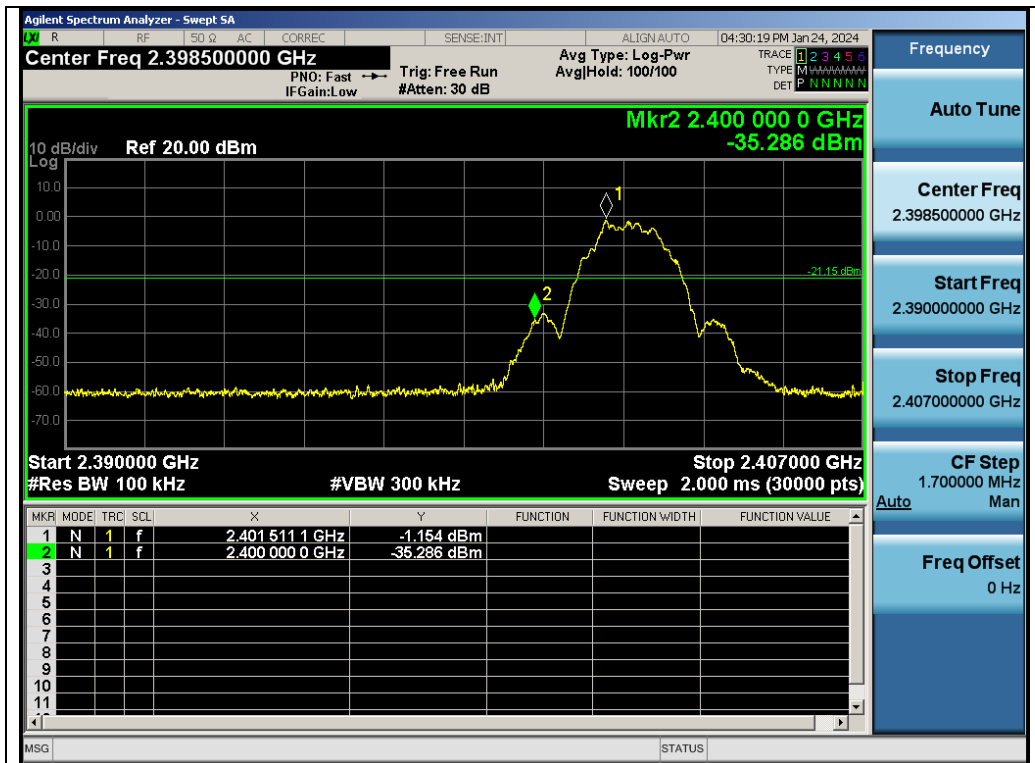 Agilent Spectrum Analyzer - Swept SA
LXI R RF 50 Ω AC CORREC SENSE:INT ALIGN AUTO 04:30:19 PM Jan 24, 2024
Center Freq 2.398500000 GHz
PNO: Fast
IFGain:Low
Trig: Free Run
#Atten: 30 dB
Avg Type: Log-Pwr
Avg|Hold: 100/100
TRACE 1 2 3 4 5 6
TYPE M
DET P N N N N N
Mkr2 2.400 000 0 GHz
-35.286 dBm
10 dB/div Ref 20.00 dBm
Log
10.0
0.00
-10.0
-20.0
-30.0
-40.0
-50.0
-60.0
-70.0
1
2
-21.15 dBm
Start 2.390000 GHz Stop 2.407000 GHz
#Res BW 100 kHz #VBW 300 kHz Sweep 2.000 ms (30000 pts)
MKR MODE TRC SCL X Y FUNCTION FUNCTION WIDTH FUNCTION VALUE
1 N 1 f 2.401 511 1 GHz -1.154 dBm
2 N 1 f 2.400 000 0 GHz -35.286 dBm
3
4
5
6
7
8
9
10
11
MSG STATUS
Frequency
Auto Tune
Center Freq
2.398500000 GHz
Start Freq
2.390000000 GHz
Stop Freq
2.407000000 GHz
CF Step
1.700000 MHz
Auto Man
Freq Offset
0 Hz